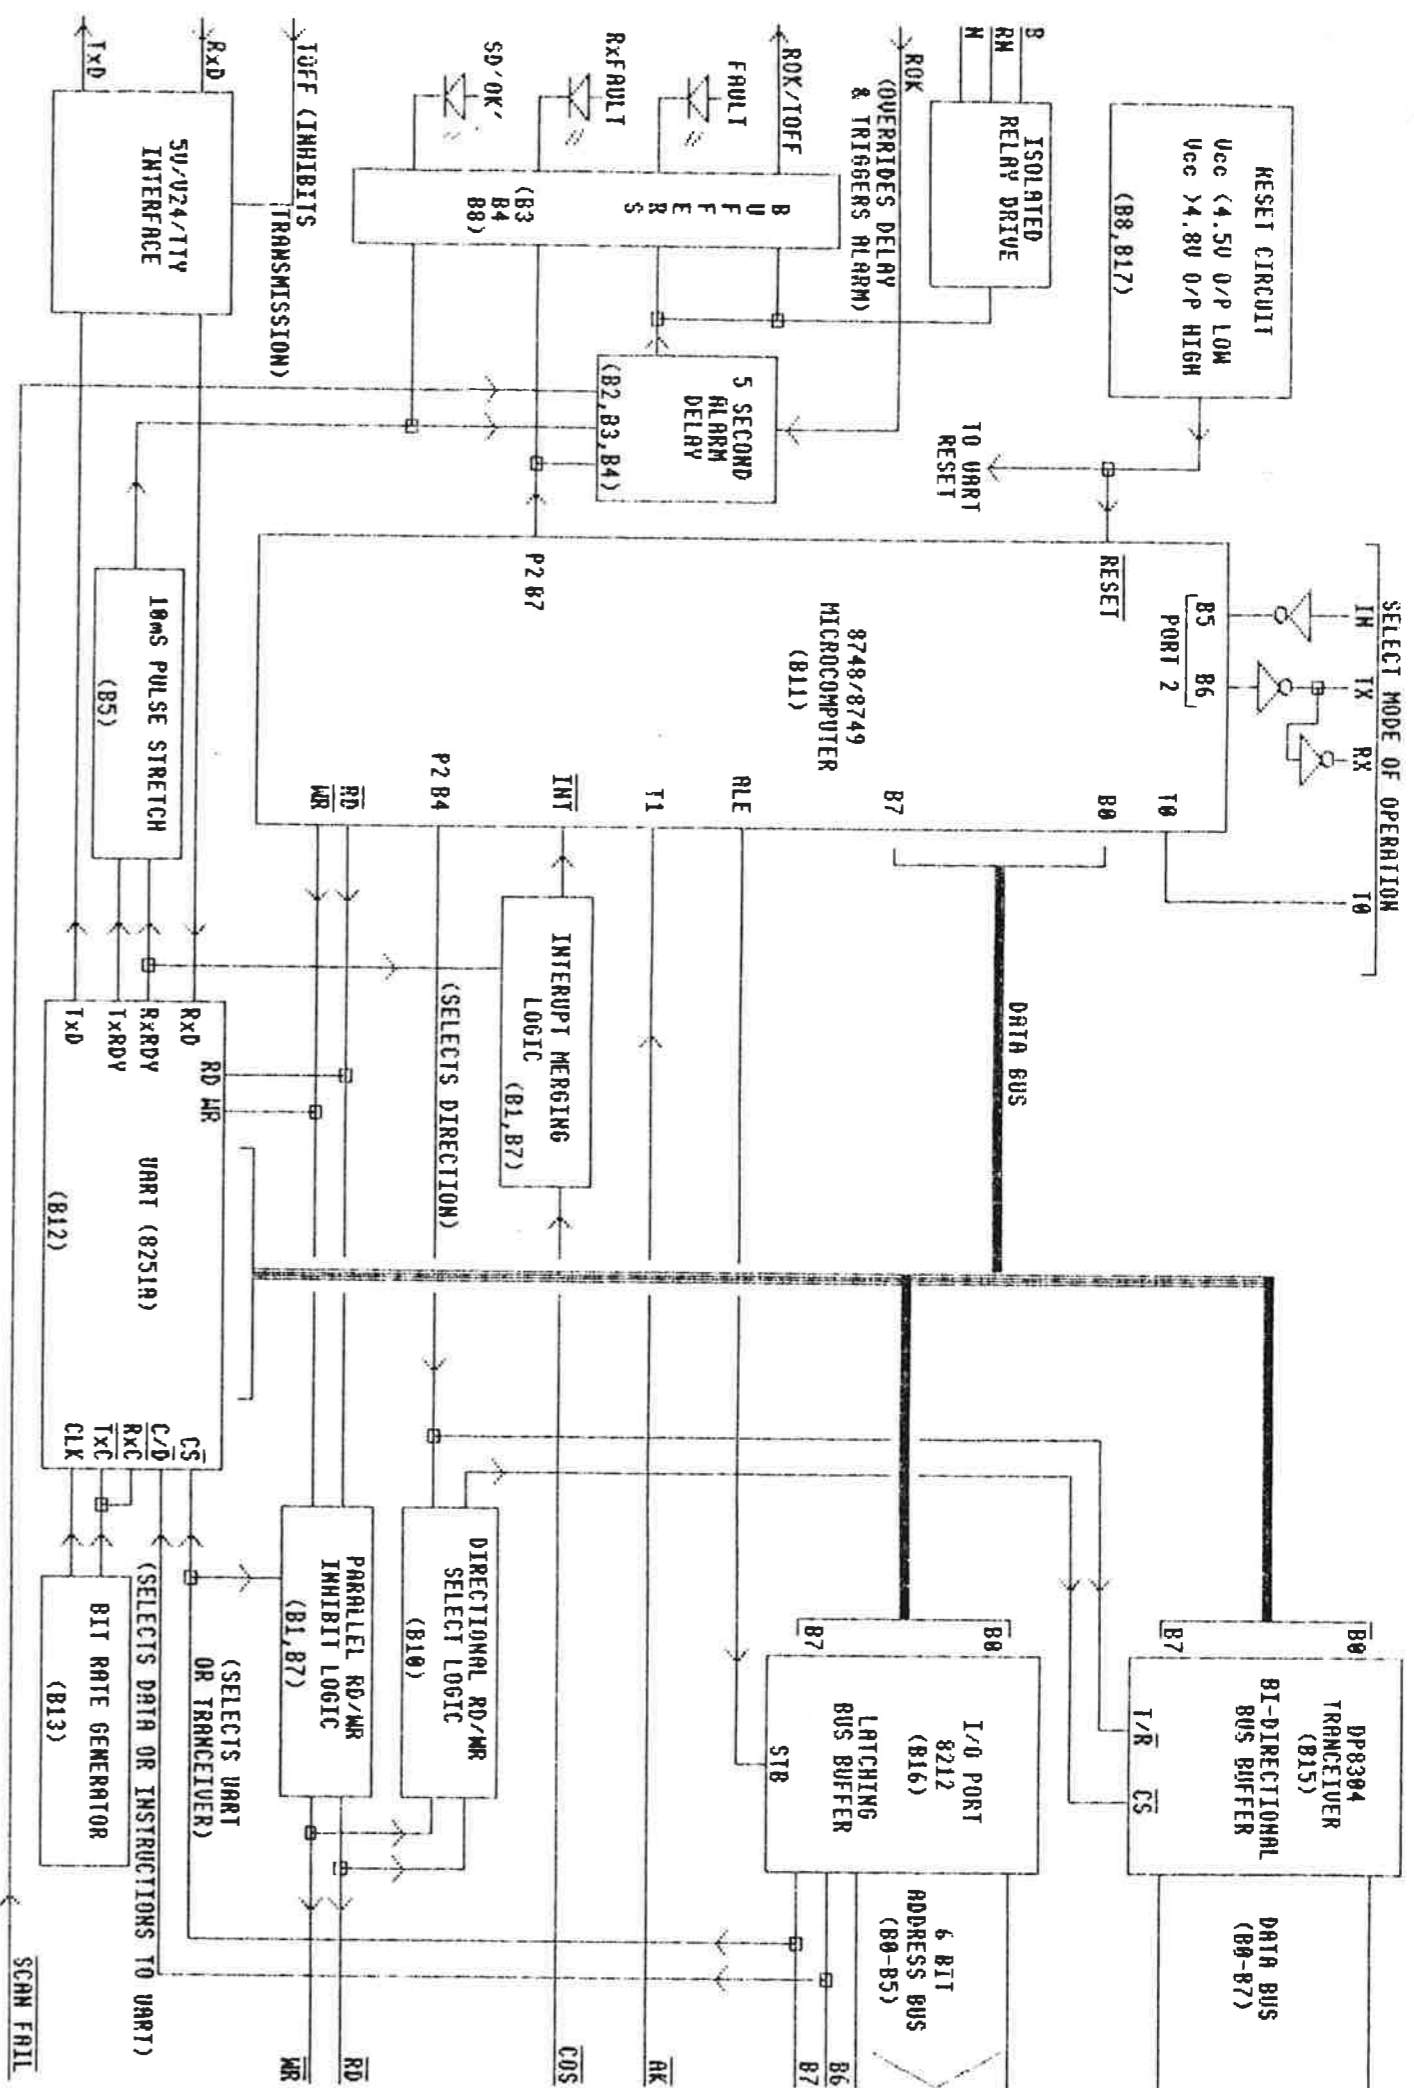 SELECT MODE OF OPERATION
IN
TX
RX
T0
RESET CIRCUIT
Vcc <4.5V O/P LOW
Vcc >4.8V O/P HIGH
(B8,B17)
TO UART
RESET
RESET
B5 B6
PORT 2
T0
B0
B7
8748/8749
MICROCOMPUTER
(B11)
P2 B7
ALE
T1
INT
P2 B4
RD
WR
B
RN
N
ISOLATED
RELAY DRIVE
ROK
(OVERRIDES DELAY
& TRIGGERS ALARM)
ROK/TOFF
FAULT
RxFAULT
SD'OK'
BUFFERS
(B3
B4
B8)
5 SECOND
ALARM
DELAY
(B2,B3,B4)
TOFF (INHIBITS
TRANSMISSION)
RxD
TxD
5V/V24/TTY
INTERFACE
10mS PULSE STRETCH
(B5)
DATA BUS
INTERUPT MERGING
LOGIC
(B1,B7)
(SELECTS DIRECTION)
RxD
RxRDY
TxRDY
TxD
RD WR
UART (8251A)
(B12)
CS
C/D
RxC
TxC
CLK
DP8304
TRANCEIVER
(B15)
BI-DIRECTIONAL
BUS BUFFER
B0
B7
T/R
CS
DATA BUS
(B0-B7)
I/O PORT
8212
(B16)
LATCHING
BUS BUFFER
B0
B7
STB
6 BIT
ADDRESS BUS
(B0-B5)
B6
B7
DIRECTIONAL RD/WR
SELECT LOGIC
(B10)
PARALLEL RD/WR
INHIBIT LOGIC
(B1,B7)
(SELECTS UART
OR TRANCEIVER)
(SELECTS DATA OR INSTRUCTIONS TO UART)
BIT RATE GENERATOR
(B13)
AK
COS
RD
WR
SCAN FAIL